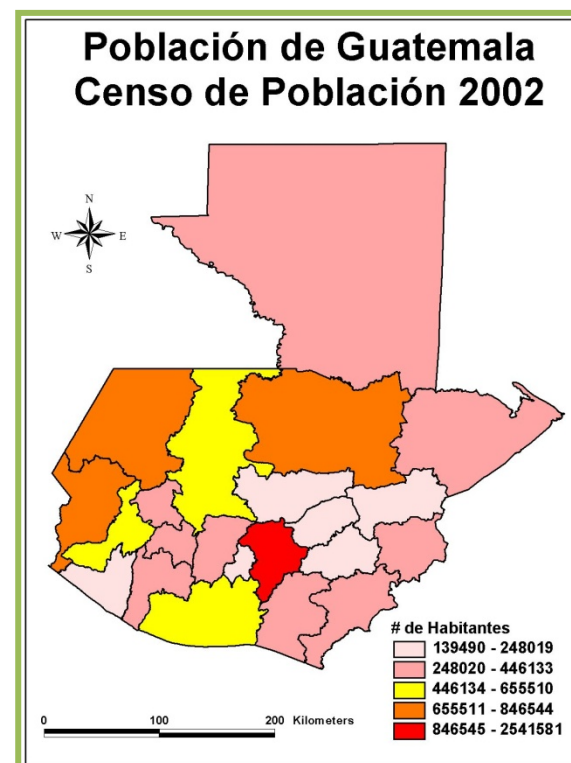 Población de Guatemala
Censo de Población 2002
N
W E
S
# de Habitantes
139490 - 248019
248020 - 446133
446134 - 655510
655511 - 846544
846545 - 2541581
0 100 200 Kilometers